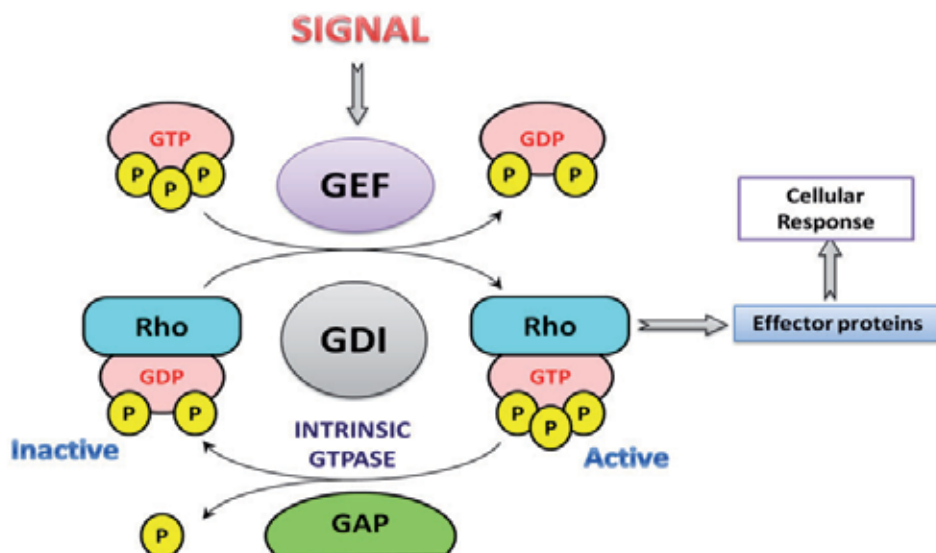 SIGNAL
GTP
P
P
P
GEF
GDP
P
P
Cellular
Response
Rho
GDP
P
P
Inactive
GDI
Rho
GTP
P
P
P
Active
Effector proteins
INTRINSIC
GTPASE
P
GAP